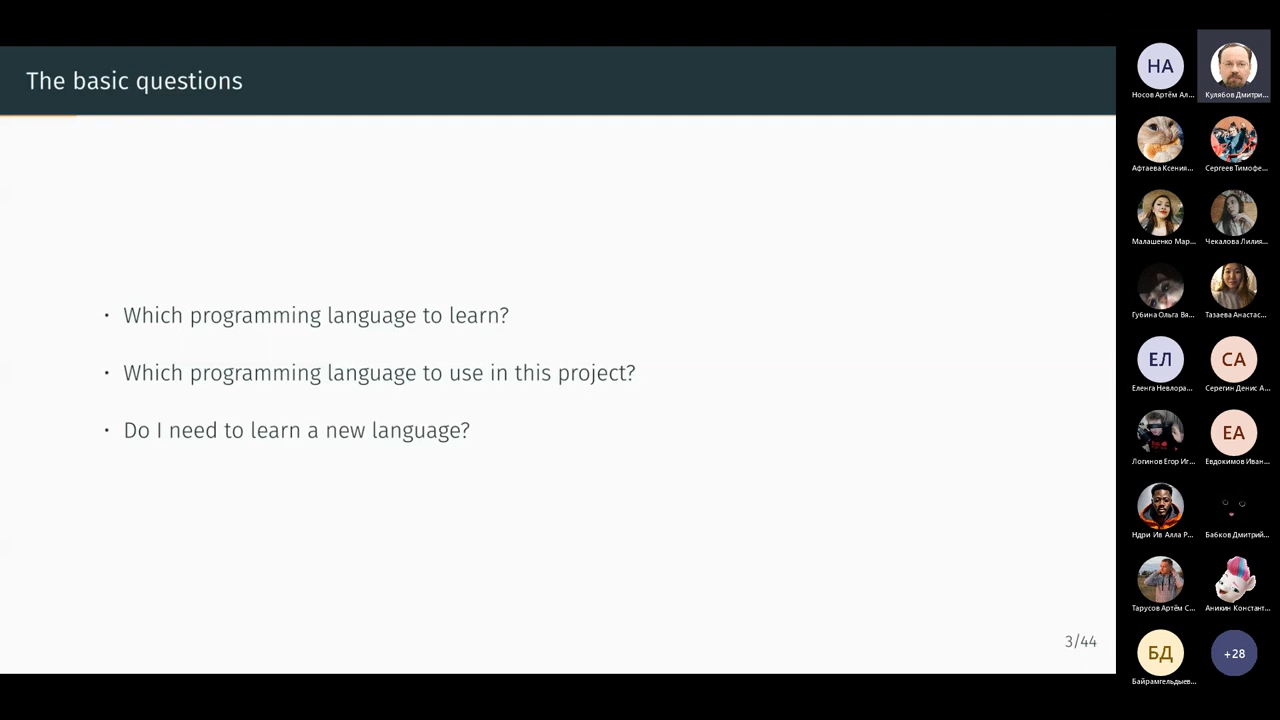 The basic questions
• Which programming language to learn?
• Which programming language to use in this project?
• Do I need to learn a new language?
3/44
НА
Носов Артём Ал...
Кулябов Дмитри...
Афтаева Ксения...
Сергеев Тимофе...
Малашенко Мар...
Чекалова Лилия...
Губина Ольга Вя...
Тазаева Анастас...
ЕЛ
Еленга Невлора...
СА
Серегин Денис А...
Логинов Егор Иг...
ЕА
Евдокимов Иван...
Ндри Ив Алла Р...
Бабков Дмитрий...
Тарусов Артём С...
Аникин Констант...
БД
Байрамгельдыев...
+28